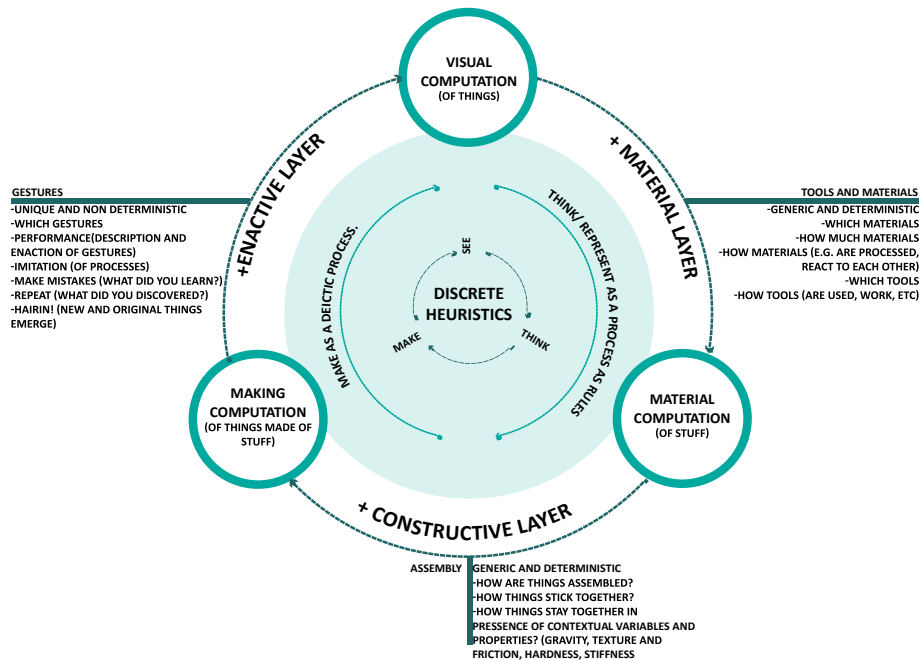 VISUAL
COMPUTATION
(OF THINGS)
+ENACTIVE LAYER
+ MATERIAL LAYER
GESTURES
-UNIQUE AND NON DETERMINISTIC
-WHICH GESTURES
-PERFORMANCE(DESCRIPTION AND
ENACTION OF GESTURES)
-IMITATION (OF PROCESSES)
-MAKE MISTAKES (WHAT DID YOU LEARN?)
-REPEAT (WHAT DID YOU DISCOVERED?)
-HAIRIN! (NEW AND ORIGINAL THINGS
EMERGE)
TOOLS AND MATERIALS
-GENERIC AND DETERMINISTIC
-WHICH MATERIALS
-HOW MUCH MATERIALS
-HOW MATERIALS (E.G. ARE PROCESSED,
REACT TO EACH OTHER)
-WHICH TOOLS
-HOW TOOLS (ARE USED, WORK, ETC)
MAKE AS A DEICTIC PROCESS.
THINK/ REPRESENT AS A PROCESS AS RULES
SEE
DISCRETE
HEURISTICS
MAKE
THINK
MAKING
COMPUTATION
(OF THINGS MADE OF
STUFF)
MATERIAL
COMPUTATION
(OF STUFF)
+ CONSTRUCTIVE LAYER
ASSEMBLY
GENERIC AND DETERMINISTIC
-HOW ARE THINGS ASSEMBLED?
-HOW THINGS STICK TOGETHER?
-HOW THINGS STAY TOGETHER IN
PRESENCE OF CONTEXTUAL VARIABLES AND
PROPERTIES? (GRAVITY, TEXTURE AND
FRICTION, HARDNESS, STIFFNESS